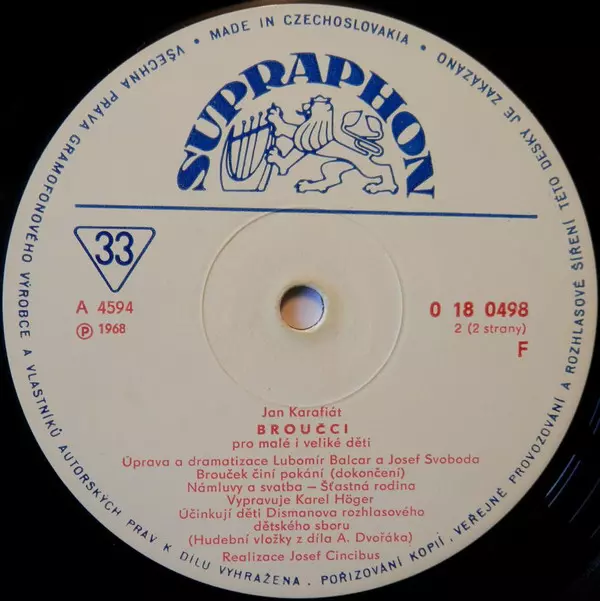 VŠECHNA PRÁVA GRAMOFONOVÉHO VÝROBCE A VLASTNÍKŮ AUTORSKÝCH PRÁV K DÍLU VYHRAŽENA. POŘIZOVÁNÍ KOPIÍ, VEŘEJNÉ PROVOZOVÁNÍ A ROZHLASOVÉ ŠÍŘENÍ TÉTO DESKY JE ZAKÁZÁNO
• MADE IN CZECHOSLOVAKIA •
SUPRAPHON
33
A 4594
℗ 1968
0 18 0498
2 (2 strany)
F
Jan Karafiát
BROUČCI
pro malé i veliké děti
Úprava a dramatizace Lubomír Balcar a Josef Svoboda
Brouček činí pokání (dokončení)
Námluvy a svatba – Šťastná rodina
Vypravuje Karel Höger
Účinkují děti Dismanova rozhlasového
dětského sboru
(Hudební vložky z díla A. Dvořáka)
Realizace Josef Cincibus